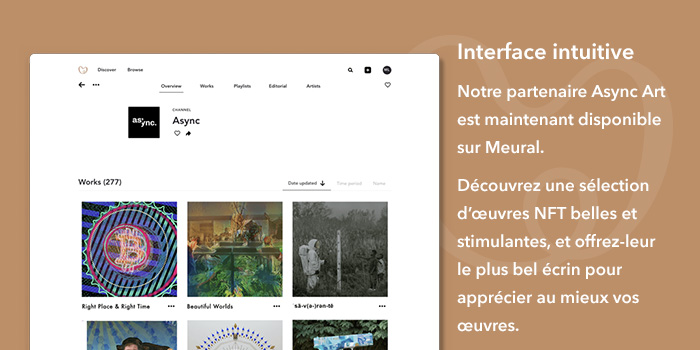 Discover Browse
Overview Works Playlists Editorial Artists
async.
CHANNEL
Async
Works (277)
Date updated Time period Name
Right Place & Right Time
Beautiful Worlds
sä-v(ə-)rən-tē
Interface intuitive
Notre partenaire Async Art
est maintenant disponible
sur Meural.
Découvrez une sélection
d'œuvres NFT belles et
stimulantes, et offrez-leur
le plus bel écrin pour
apprécier au mieux vos
œuvres.